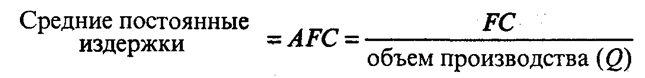 Средние постоянные издержки = AFC = FC / объем производства (Q)